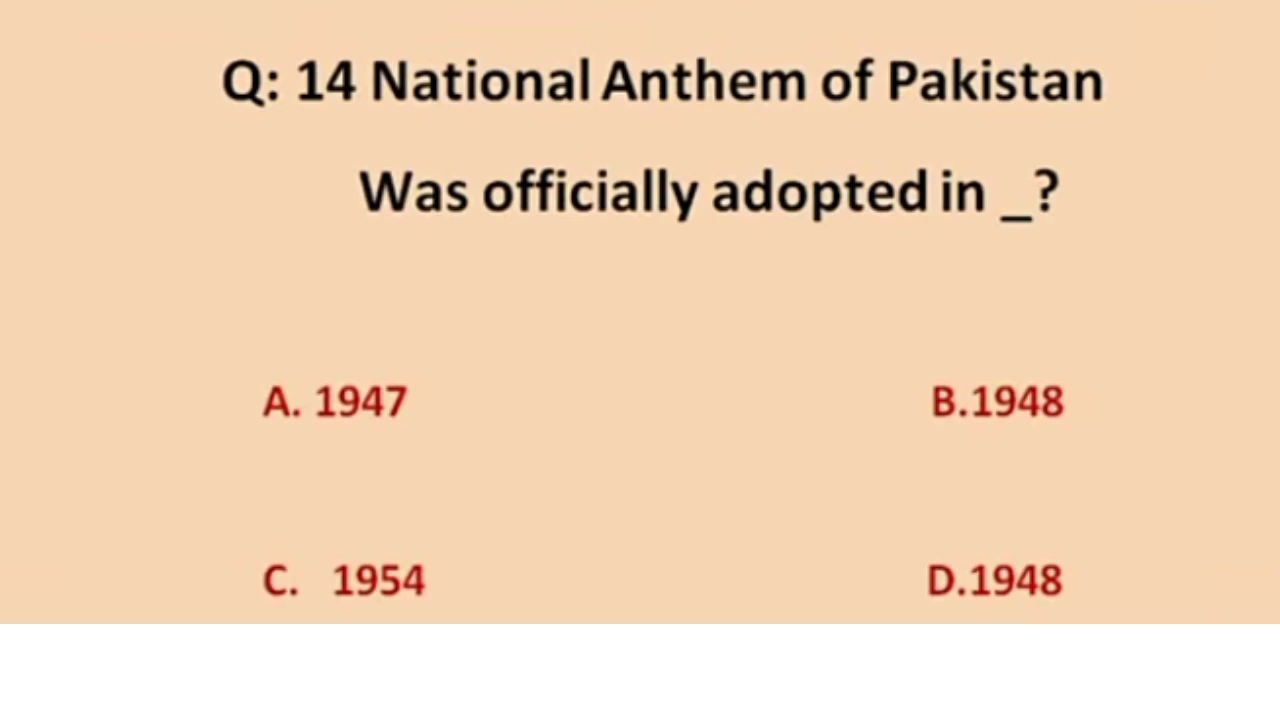 Q: 14 National Anthem of Pakistan
Was officially adopted in _?
A. 1947 B.1948
C. 1954 D.1948